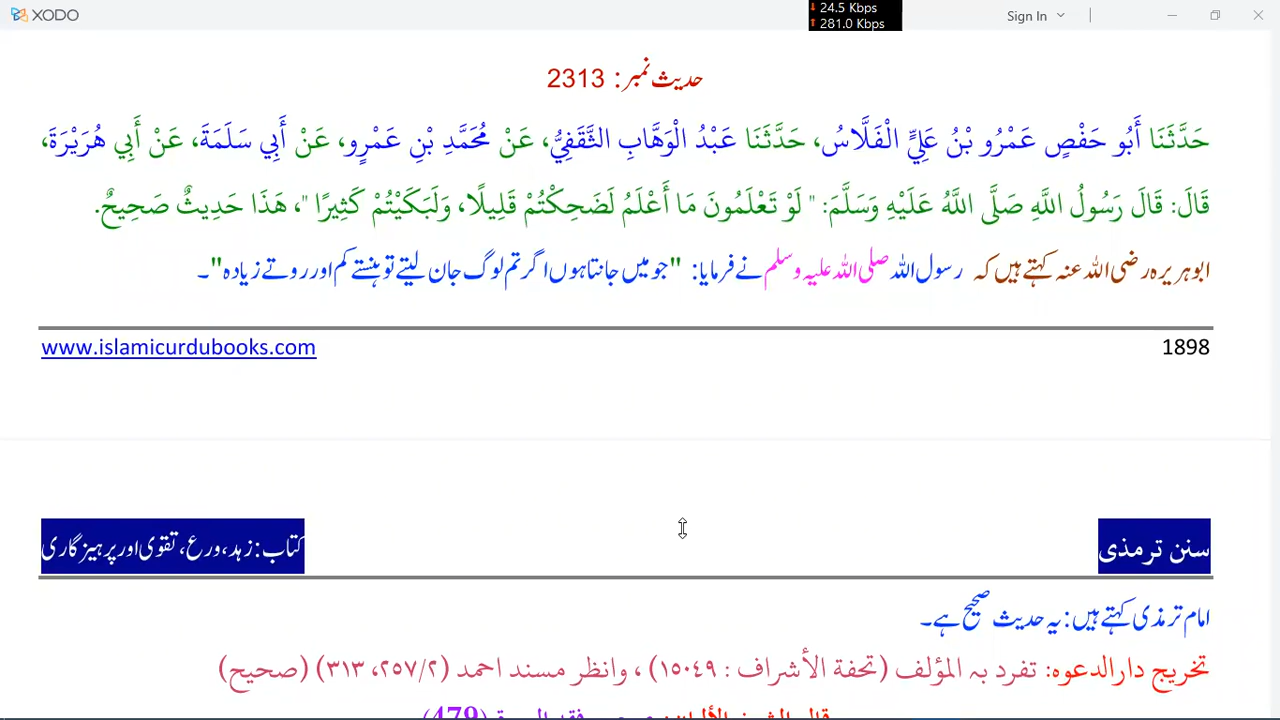 XODO
24.5 Kbps
281.0 Kbps
Sign In
حدیث نمبر: 2313
حَدَّثَنَا أَبُو حَفْصٍ عَمْرُو بْنُ عَلِيٍّ الْفَلَّاسُ، حَدَّثَنَا عَبْدُ الْوَهَّابِ الثَّقَفِيُّ، عَنْ مُحَمَّدِ بْنِ عَمْرٍو، عَنْ أَبِي سَلَمَةَ، عَنْ أَبِي هُرَيْرَةَ،
قَالَ: قَالَ رَسُولُ اللَّهِ صَلَّى اللَّهُ عَلَيْهِ وَسَلَّمَ: " لَوْ تَعْلَمُونَ مَا أَعْلَمُ لَضَحِكْتُمْ قَلِيلًا، وَلَبَكَيْتُمْ كَثِيرًا "، هَذَا حَدِيثٌ صَحِيحٌ.
ابوہریرہ رضی الله عنہ کہتے ہیں کہ رسول اللہ صلی اللہ علیہ وسلم نے فرمایا: "جو میں جانتا ہوں اگر تم لوگ جان لیتے تو ہنستے کم اور روتے زیادہ"۔
www.islamicurdubooks.com 1898
سنن ترمذی کتاب: زہد، ورع، تقوی اور پرہیزگاری
امام ترمذی کہتے ہیں: یہ حدیث صحیح ہے۔
تخریج دارالدعوہ: تفرد بہ المؤلف (تحفة الأشراف : ۱۵۰۴۹) ، وانظر مسند احمد (۲/۲۵۷، ۳۱۳) (صحیح)